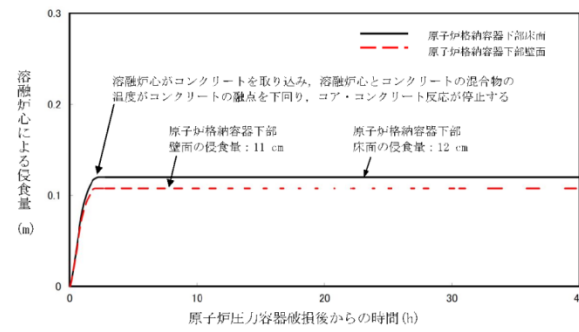 0.3
原子炉格納容器下部床面
原子炉格納容器下部壁面
溶融炉心がコンクリートを取り込み，溶融炉心とコンクリートの混合物の
温度がコンクリートの融点を下回り，コア・コンクリート反応が停止する
0.2
原子炉格納容器下部
壁面の侵食量：11 cm
原子炉格納容器下部
床面の侵食量：12 cm
溶融炉心による侵食量
(m)
0.1
0.0
0
10
20
30
40
原子炉圧力容器破損後からの時間(h)